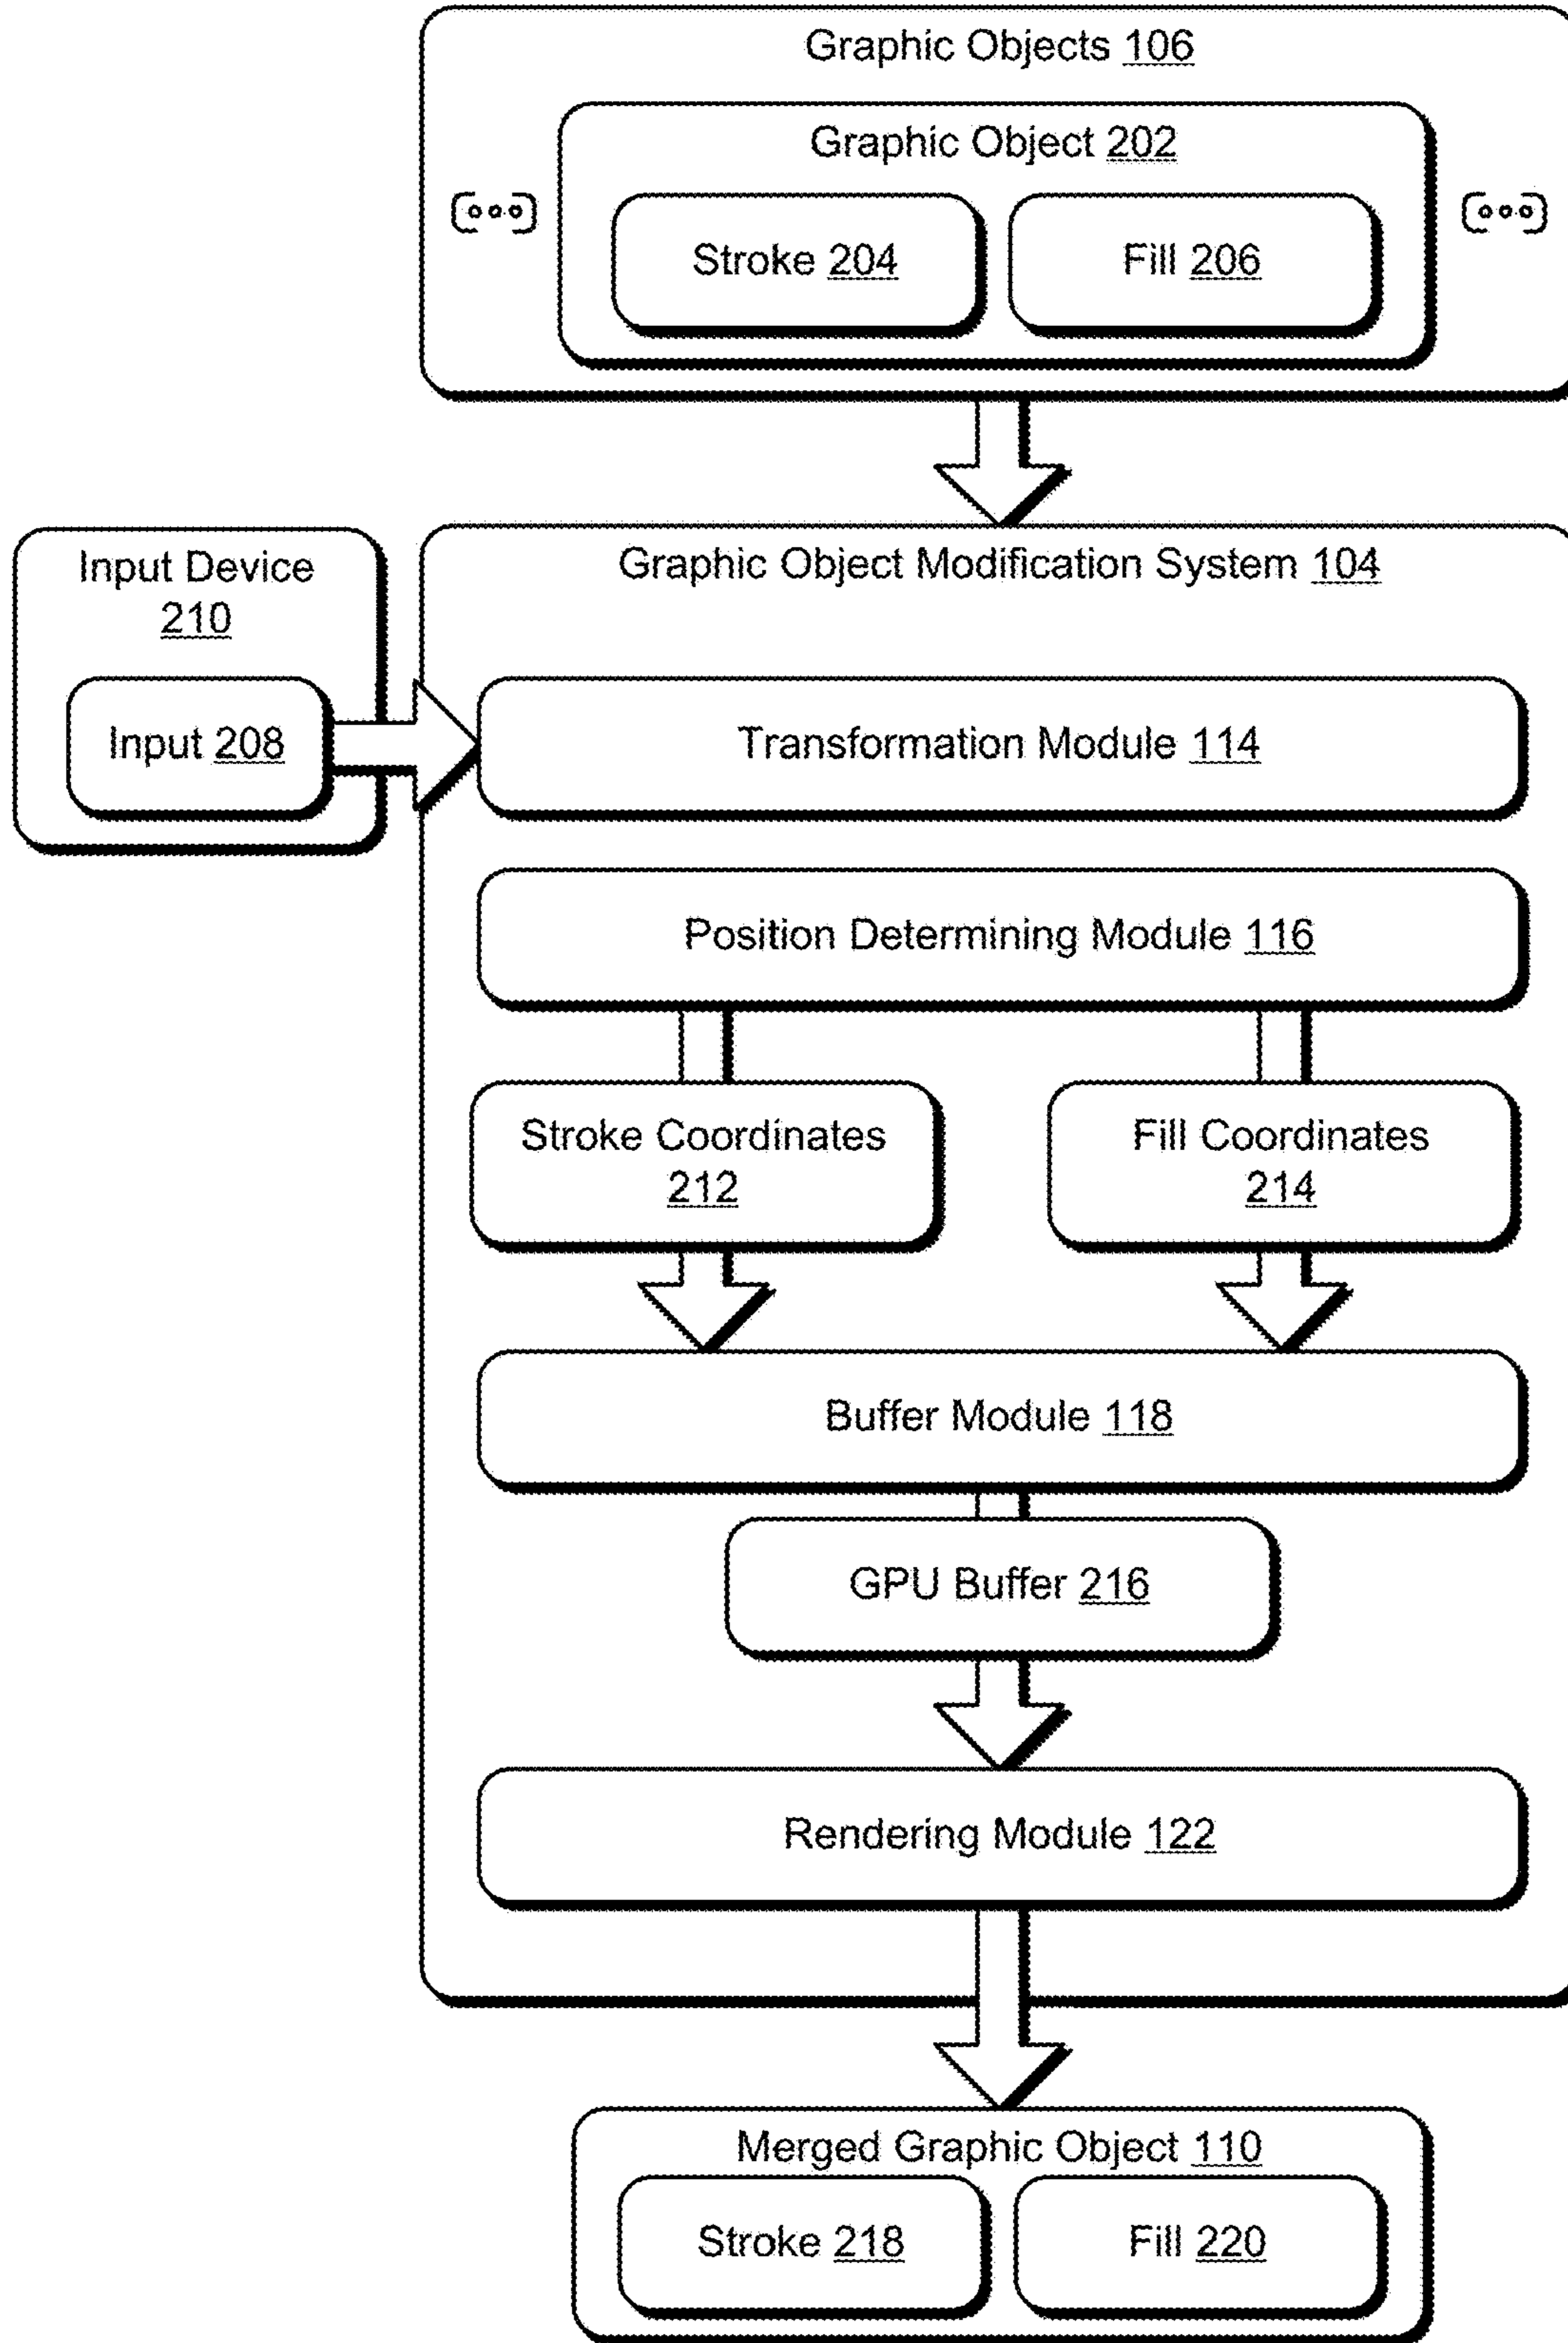 Graphic Objects 106
Graphic Object 202
Stroke 204
Fill 206
Input Device
210
Input 208
Graphic Object Modification System 104
Transformation Module 114
Position Determining Module 116
Stroke Coordinates
212
Fill Coordinates
214
Buffer Module 118
GPU Buffer 216
Rendering Module 122
Merged Graphic Object 110
Stroke 218
Fill 220